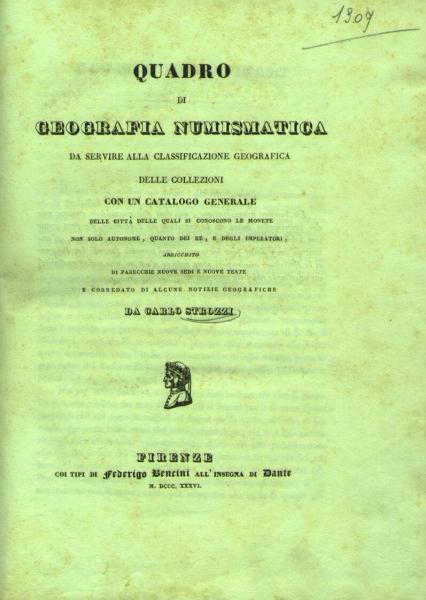 1309
QUADRO
DI
GEOGRAFIA NUMISMATICA
DA SERVIRE ALLA CLASSIFICAZIONE GEOGRAFICA
DELLE COLLEZIONI
CON UN CATALOGO GENERALE
DELLE CITTÀ DELLE QUALI SI CONOSCONO LE MONETE
NON SOLO AUTONOME, QUANTO DEI RE, E DEGLI IMPERATORI,
ARRICCHITO
DI PARECCHIE NUOVE SEDI E NUOVE TESTE
E CORREDATO DI ALCUNE NOTIZIE GEOGRAFICHE
DA CARLO STROZZI
FIRENZE
COI TIPI DI Federigo Bencini ALL'INSEGNA DI Dante
M. DCCC. XXXVI.